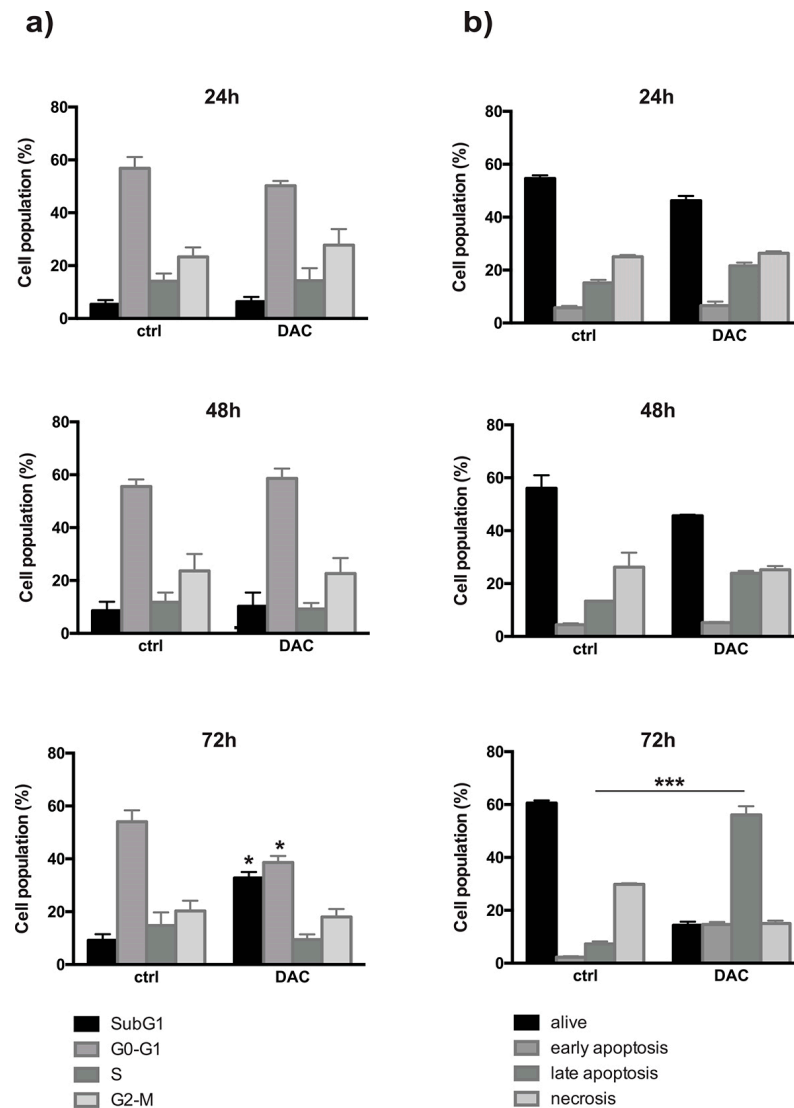 a)
24h
Cell population (%)
80
60
40
20
0
ctrl DAC
48h
Cell population (%)
80
60
40
20
0
ctrl DAC
72h
Cell population (%)
80
60
40
20
0
* *
ctrl DAC
SubG1
G0-G1
S
G2-M
b)
24h
Cell population (%)
80
60
40
20
0
ctrl DAC
48h
Cell population (%)
80
60
40
20
0
ctrl DAC
72h
Cell population (%)
80
60
40
20
0
***
ctrl DAC
alive
early apoptosis
late apoptosis
necrosis